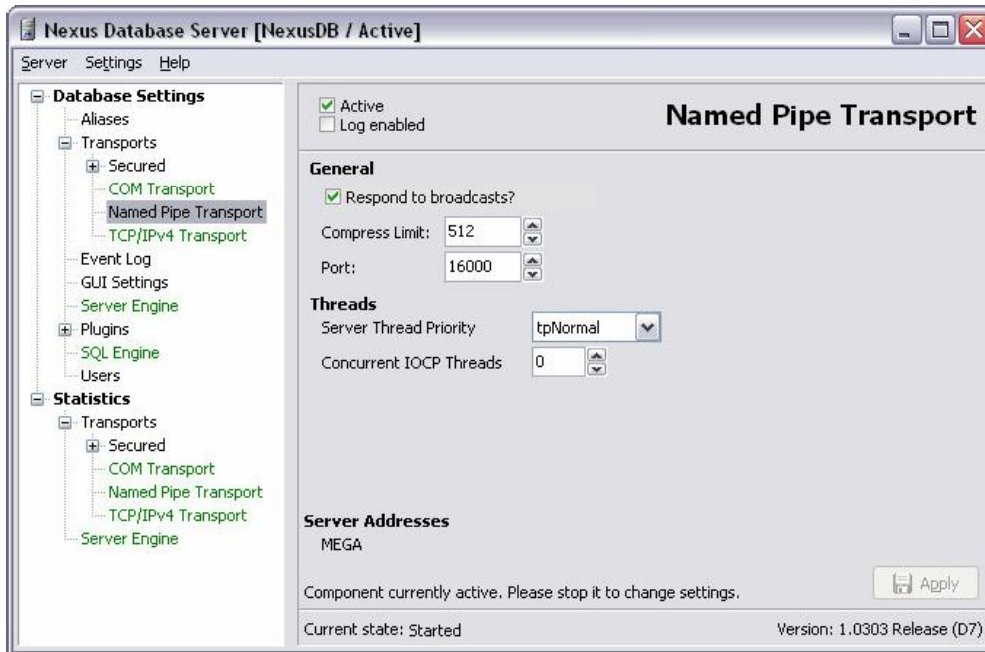 Nexus Database Server [NexusDB / Active]
Server Settings Help
Database Settings
Aliases
Transports
Secured
COM Transport
Named Pipe Transport
TCP/IPv4 Transport
Event Log
GUI Settings
Server Engine
Plugins
SQL Engine
Users
Statistics
Transports
Secured
COM Transport
Named Pipe Transport
TCP/IPv4 Transport
Server Engine
Active
Log enabled
Named Pipe Transport
General
Respond to broadcasts?
Compress Limit: 512
Port: 16000
Threads
Server Thread Priority tpNormal
Concurrent IOCP Threads 0
Server Addresses
MEGA
Apply
Component currently active. Please stop it to change settings.
Current state: Started Version: 1.0303 Release (D7)